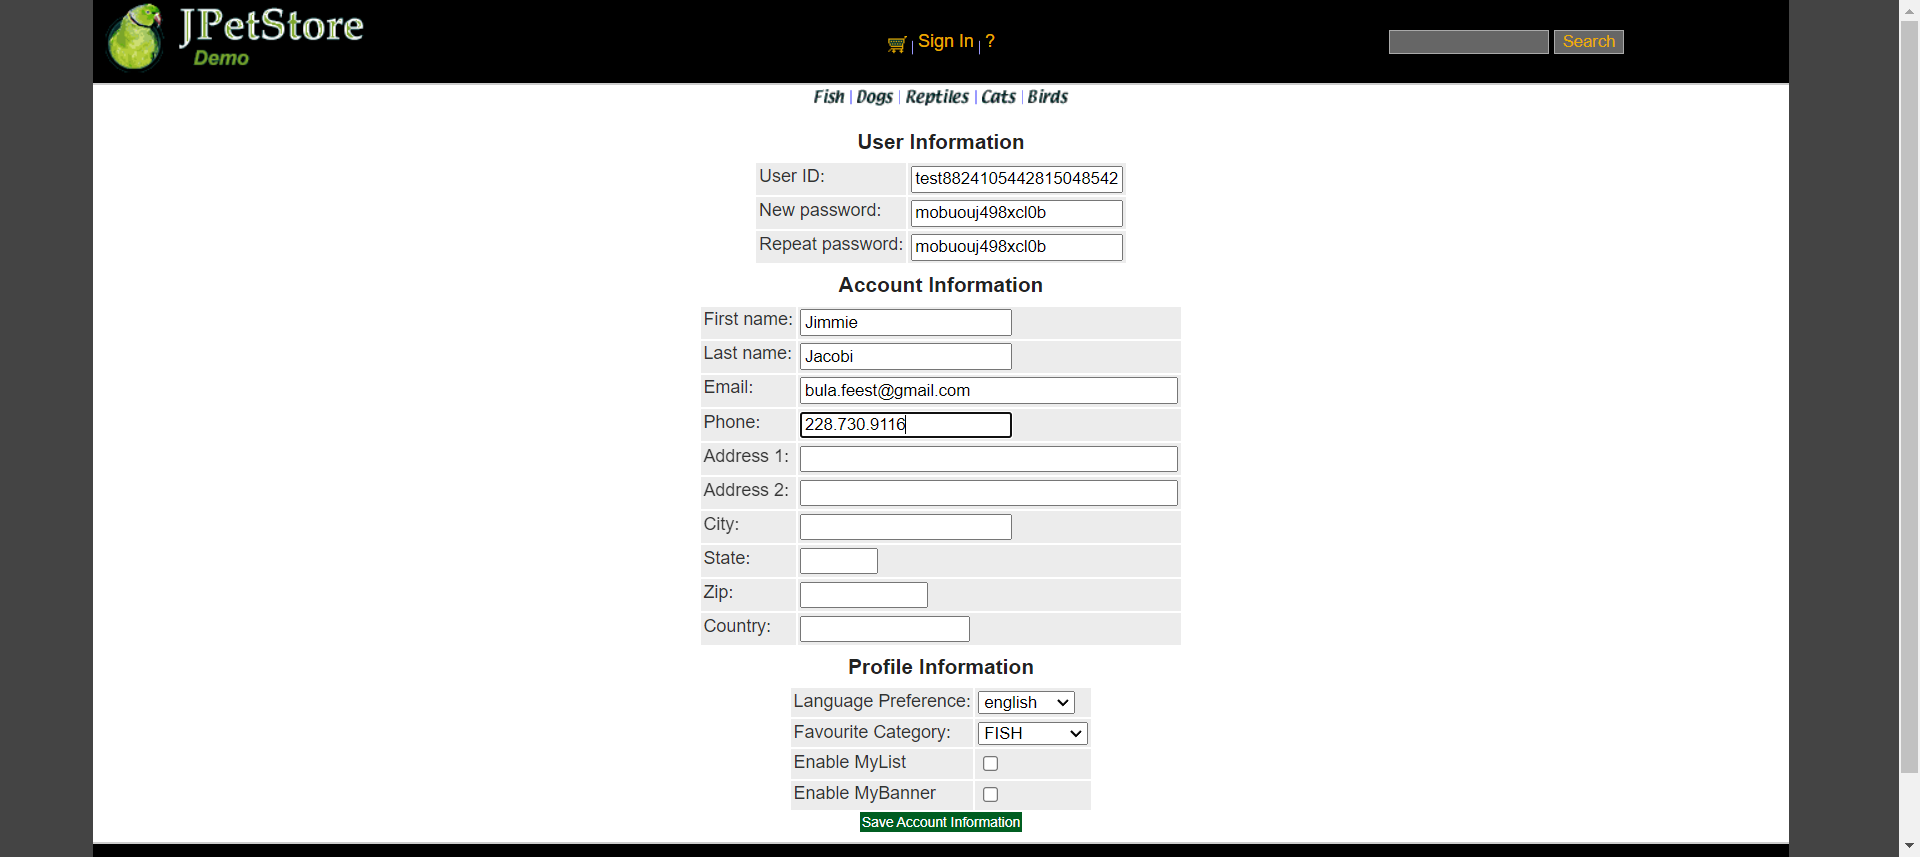 JPetStore
Demo
Sign In
?
Search
Fish | Dogs | Reptiles | Cats | Birds
User Information
User ID: test8824105442815048542
New password: mobuouj498xcl0b
Repeat password: mobuouj498xcl0b
Account Information
First name: Jimmie
Last name: Jacobi
Email: bula.feest@gmail.com
Phone: 228.730.9116
Address 1:
Address 2:
City:
State:
Zip:
Country:
Profile Information
Language Preference: english
Favourite Category: FISH
Enable MyList
Enable MyBanner
Save Account Information